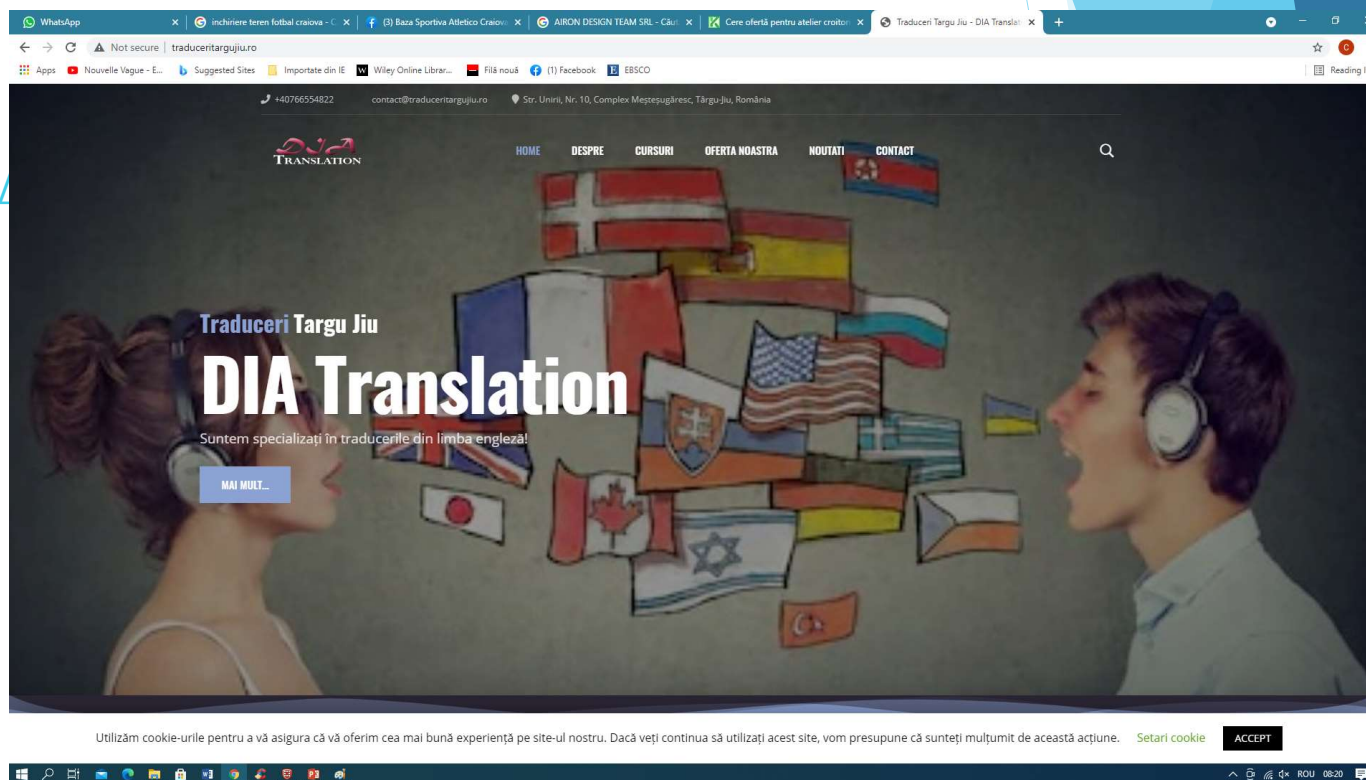 WhatsApp
inchiriere teren fotbal craiova - C
(3) Baza Sportiva Atletico Craiova
AIRON DESIGN TEAM SRL - Căut
Cere ofertă pentru atelier croitori
Traduceri Targu Jiu - DIA Translat
Not secure | traduceritargujiu.ro
Apps
Nouvelle Vague - E...
Suggested Sites
Importate din IE
Wiley Online Librar...
Filă nouă
(1) Facebook
EBSCO
Reading
+40766554822
contact@traduceritargujiu.ro
Str. Unirii, Nr. 10, Complex Meșteșugăresc, Târgu-Jiu, România
DIA
TRANSLATION
HOME
DESPRE
CURSURI
OFERTA NOASTRA
NOUTATI
CONTACT
Traduceri Targu Jiu
DIA Translation
Suntem specializați în traducerile din limba engleză!
MAI MULT...
Utilizăm cookie-urile pentru a vă asigura că vă oferim cea mai bună experiență pe site-ul nostru. Dacă veți continua să utilizați acest site, vom presupune că sunteți mulțumit de această acțiune.
Setari cookie
ACCEPT
ROU
08:20